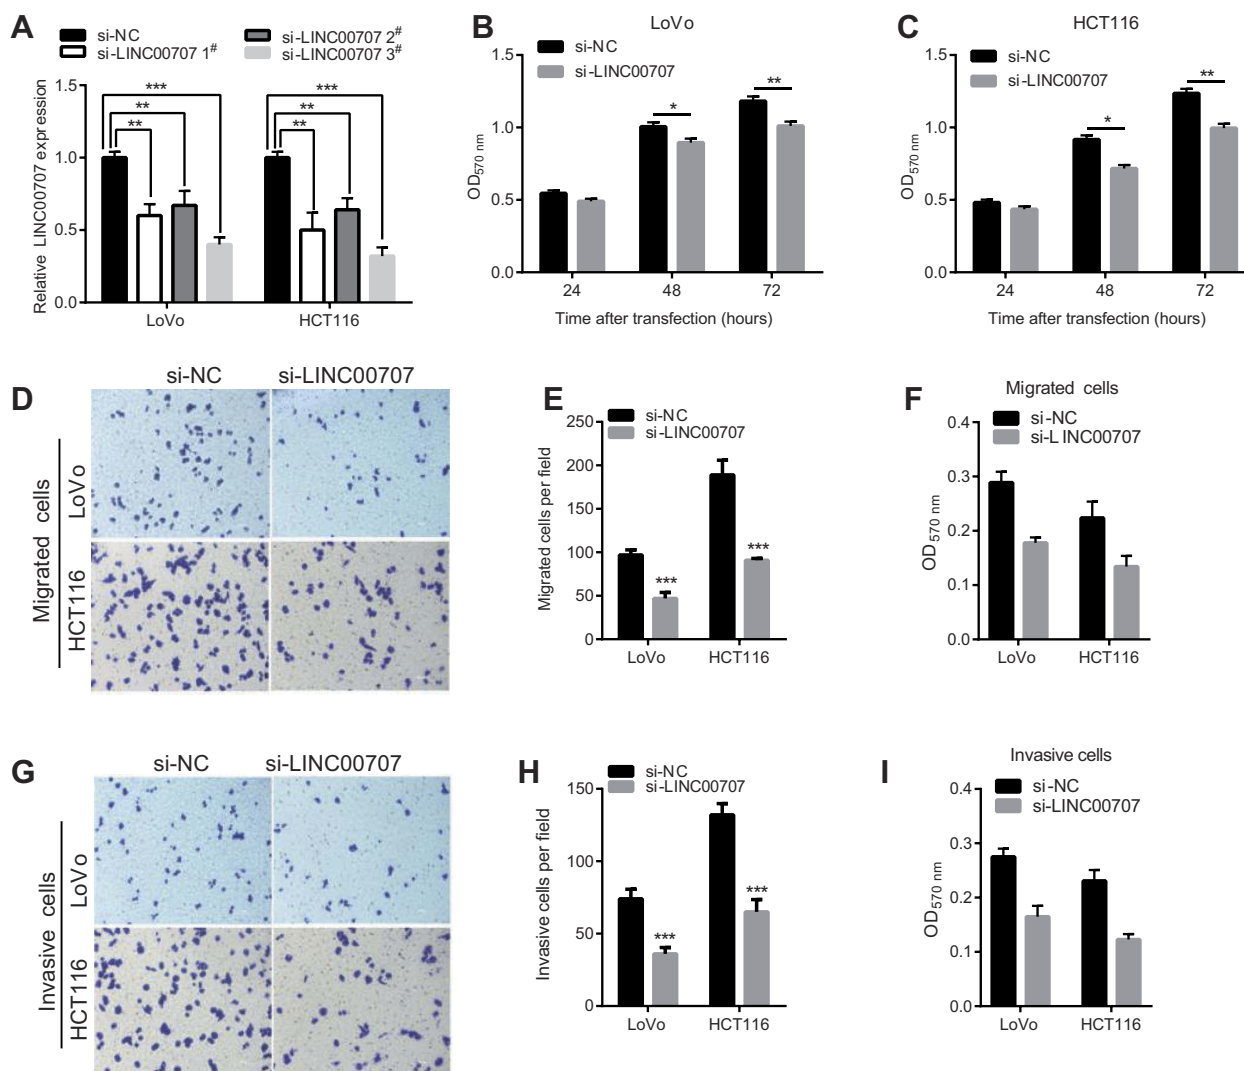 A
si-NC
si-LINC00707 1#
si-LINC00707 2#
si-LINC00707 3#
Relative LINC00707 expression
1.5
1.0
0.5
0.0
***
**
**
***
**
**
LoVo
HCT116
B
LoVo
si-NC
si-LINC00707
OD570 nm
1.5
1.0
0.5
0.0
*
**
24
48
72
Time after transfection (hours)
C
HCT116
si-NC
si-LINC00707
OD570 nm
1.5
1.0
0.5
0.0
*
**
24
48
72
Time after transfection (hours)
D
si-NC
si-LINC00707
Migrated cells
LoVo
HCT116
E
si-NC
si-LINC00707
Migrated cells per field
250
200
150
100
50
0
***
***
LoVo
HCT116
F
Migrated cells
si-NC
si-L INC00707
OD570 nm
0.4
0.3
0.2
0.1
0.0
LoVo
HCT116
G
si-NC
si-LINC00707
Invasive cells
LoVo
HCT116
H
si-NC
si-LINC00707
Invasive cells per field
150
100
50
0
***
***
LoVo
HCT116
I
Invasive cells
si-NC
si-LINC00707
OD570 nm
0.4
0.3
0.2
0.1
0.0
LoVo
HCT116